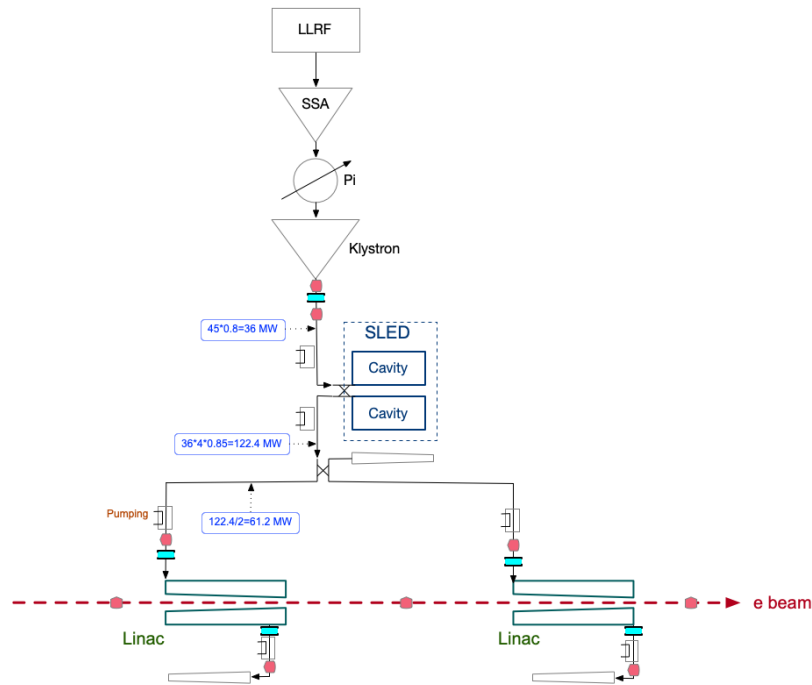 LLRF
SSA
Pi
Klystron
45*0.8=36 MW
SLED
Cavity
Cavity
36*4*0.85=122.4 MW
Pumping
122.4/2=61.2 MW
e beam
Linac
Linac